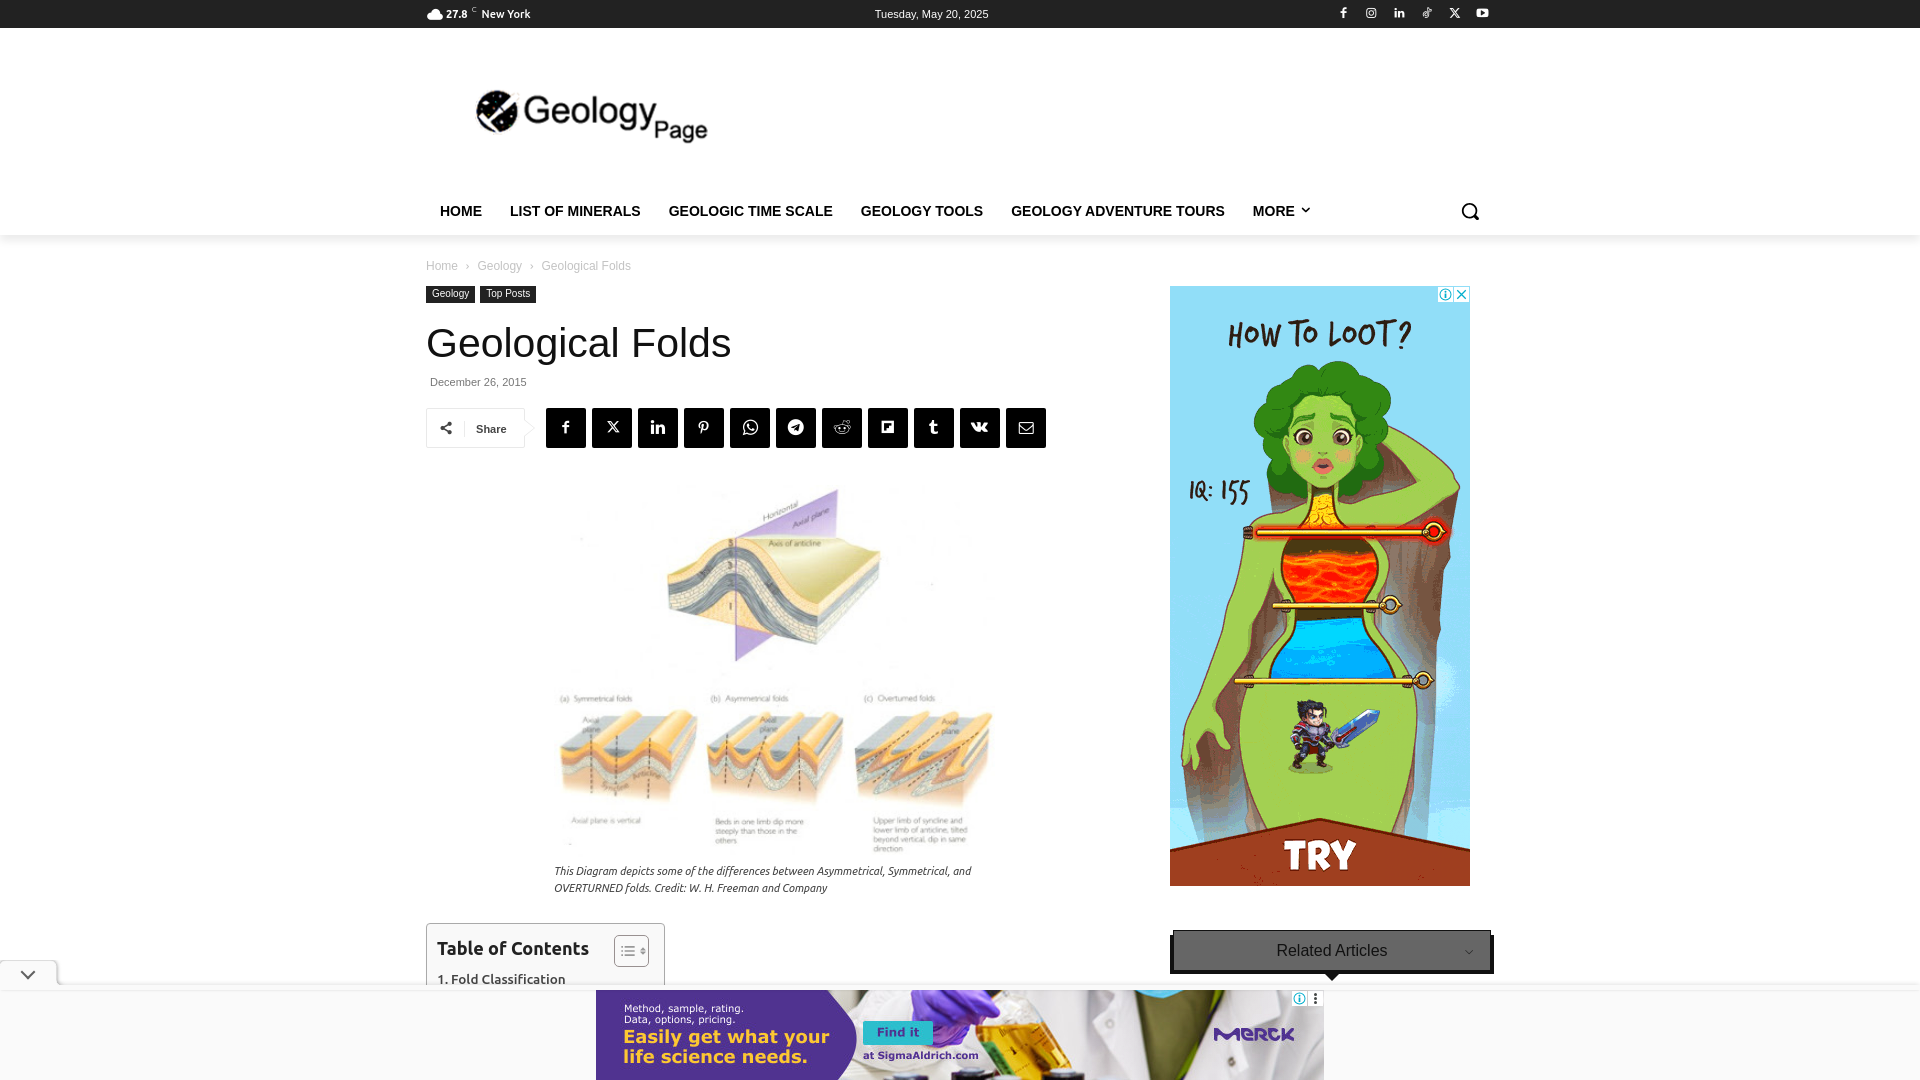 27.8 C New York
Tuesday, May 20, 2025
Geology Page
HOME LIST OF MINERALS GEOLOGIC TIME SCALE GEOLOGY TOOLS GEOLOGY ADVENTURE TOURS MORE
Home › Geology › Geological Folds
Geology Top Posts
Geological Folds
December 26, 2015
Share
Horizontal
Axial plane
Axis of anticline
5
3
1
(a) Symmetrical folds
(b) Asymmetrical folds
(c) Overturned folds
Axial plane
Axial plane
Axial plane
Anticline
Syncline
Axial plane is vertical
Beds in one limb dip more
steeply than those in the
others
Upper limb of syncline and
lower limb of anticline, tilted
beyond vertical, dip in same
direction
This Diagram depicts some of the differences between Asymmetrical, Symmetrical, and
OVERTURNED folds. Credit: W. H. Freeman and Company
Table of Contents
1. Fold Classification
HOW TO LOOT?
IQ: 155
TRY
Related Articles
Method, sample, rating.
Data, options, pricing.
Easily get what your
life science needs.
Find it
at SigmaAldrich.com
MERCK